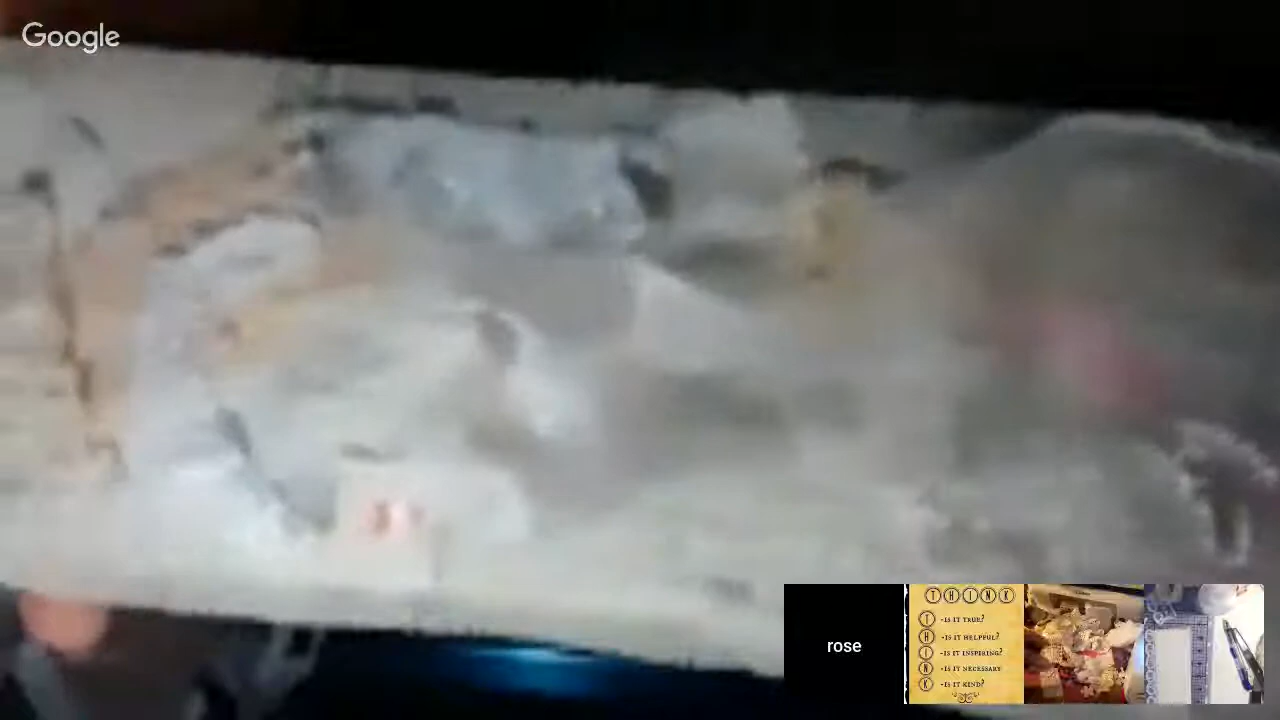 Google
rose
THINK
T -IS IT TRUE?
H -IS IT HELPFUL?
I -IS IT INSPIRING?
N -IS IT NECESSARY
K -IS IT KIND?